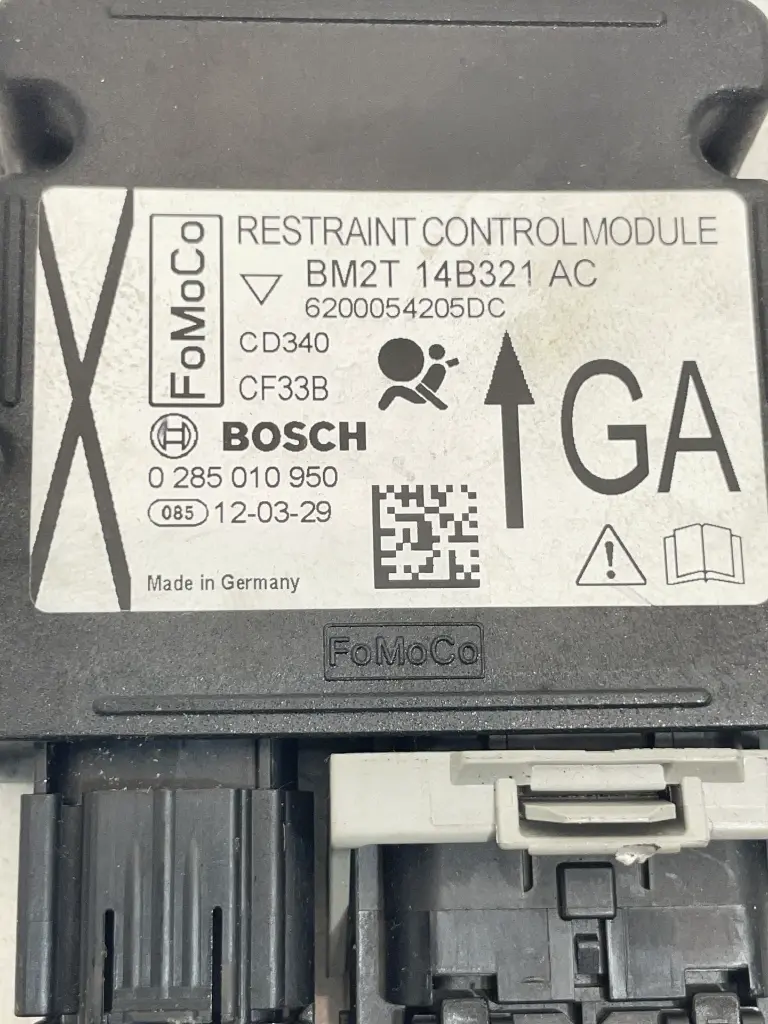 FoMoCo
RESTRAINT CONTROL MODULE
BM2T 14B321 AC
6200054205DC
CD340
CF33B
GA
BOSCH
0 285 010 950
085 12-03-29
Made in Germany
FoMoCo